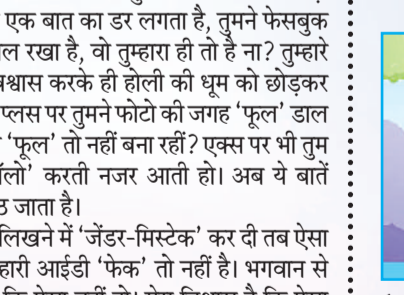 एक बात का डर लगता है, तुमने फेसबुक
रखा है, वो तुम्हारा ही तो है ना? तुम्हारे
करके ही होली की धूम को छोड़कर
पर तुमने फोटो की जगह ‘फूल’ डाल
‘फूल’ तो नहीं बना रहीं? एक्स पर भी तुम
करती नजर आती हो। अब ये बातें
जाता है।
लिखने में ‘जेंडर-मिस्टेक’ कर दी तब ऐसा
आईडी ‘फेक’ तो नहीं है। भगवान से